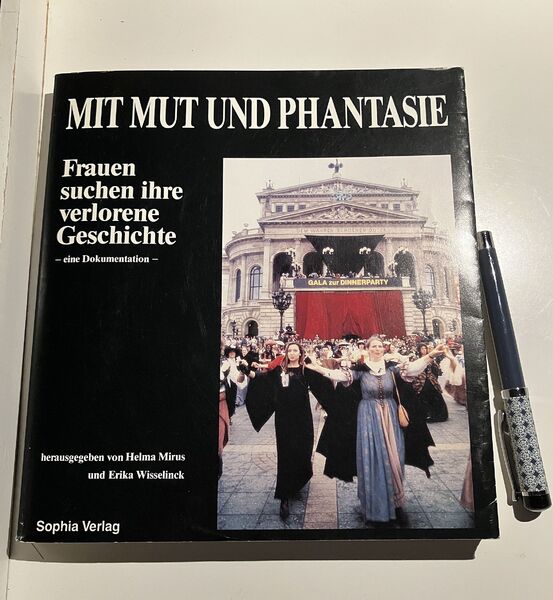 MIT MUT UND PHANTASIE
Frauen
suchen ihre
verlorene
Geschichte
– eine Dokumentation –
GALA zur DINNERPARTY
herausgegeben von Helma Mirus
und Erika Wisselinck
Sophia Verlag